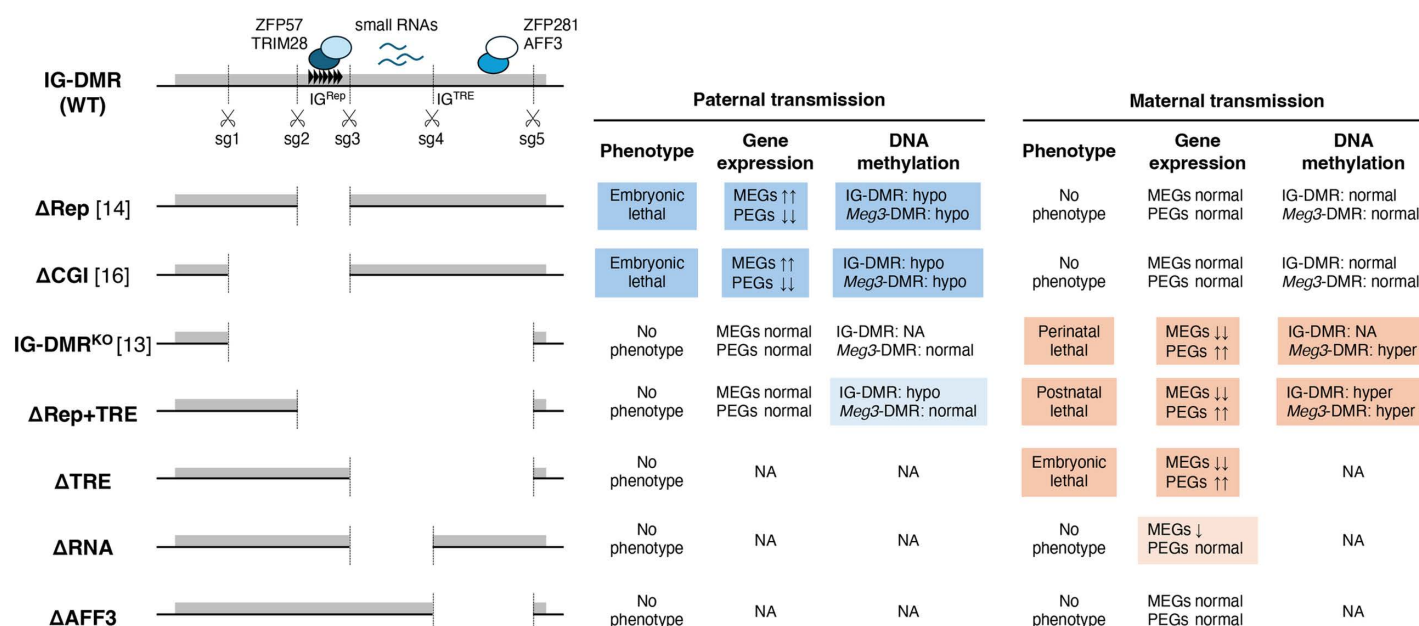 ZFP57
TRIM28
small RNAs
ZFP281
AFF3
IG-DMR
(WT)
IG^Rep
IG^TRE
sg1
sg2
sg3
sg4
sg5
Paternal transmission
Maternal transmission
Phenotype
Gene
expression
DNA
methylation
Phenotype
Gene
expression
DNA
methylation
ΔRep [14]
Embryonic
lethal
MEGs ↑↑
PEGs ↓↓
IG-DMR: hypo
Meg3-DMR: hypo
No
phenotype
MEGs normal
PEGs normal
IG-DMR: normal
Meg3-DMR: normal
ΔCGI [16]
Embryonic
lethal
MEGs ↑↑
PEGs ↓↓
IG-DMR: hypo
Meg3-DMR: hypo
No
phenotype
MEGs normal
PEGs normal
IG-DMR: normal
Meg3-DMR: normal
IG-DMR^KO [13]
No
phenotype
MEGs normal
PEGs normal
IG-DMR: NA
Meg3-DMR: normal
Perinatal
lethal
MEGs ↓↓
PEGs ↑↑
IG-DMR: NA
Meg3-DMR: hyper
ΔRep+TRE
No
phenotype
MEGs normal
PEGs normal
IG-DMR: hypo
Meg3-DMR: normal
Postnatal
lethal
MEGs ↓↓
PEGs ↑↑
IG-DMR: hyper
Meg3-DMR: hyper
ΔTRE
No
phenotype
NA
NA
Embryonic
lethal
MEGs ↓↓
PEGs ↑↑
NA
ΔRNA
No
phenotype
NA
NA
No
phenotype
MEGs ↓
PEGs normal
NA
ΔAFF3
No
phenotype
NA
NA
No
phenotype
MEGs normal
PEGs normal
NA